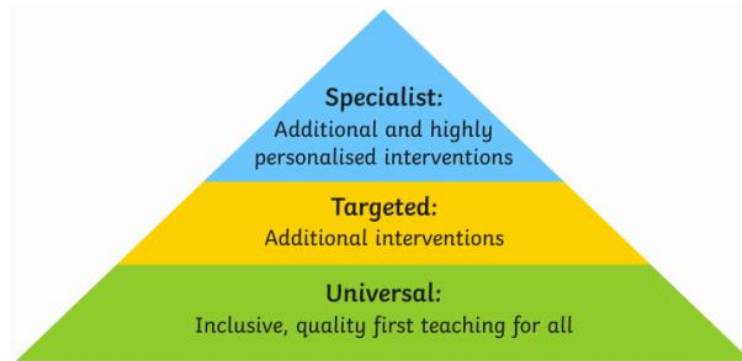 Specialist:
Additional and highly
personalised interventions
Targeted:
Additional interventions
Universal:
Inclusive, quality first teaching for all